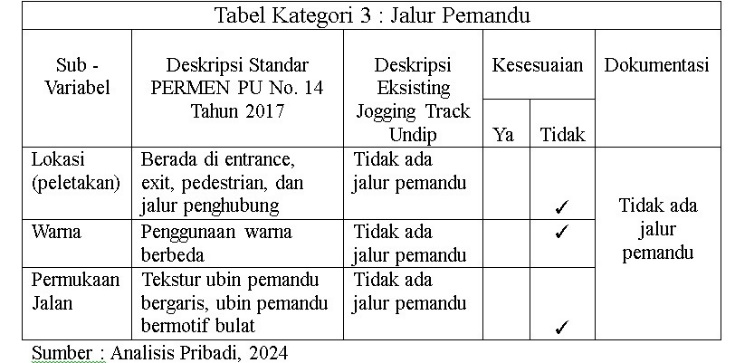 Tabel Kategori 3 : Jalur Pemandu
Sub -
Variabel
Deskripsi Standar
PERMEN PU No. 14
Tahun 2017
Deskripsi
Eksisting
Jogging Track
Undip
Kesesuaian
Ya
Tidak
Dokumentasi
Lokasi
(peletakan)
Berada di entrance,
exit, pedestrian, dan
jalur penghubung
Tidak ada
jalur pemandu
✓
Tidak ada
jalur
pemandu
Warna
Penggunaan warna
berbeda
Tidak ada
jalur pemandu
✓
Permukaan
Jalan
Tekstur ubin pemandu
bergaris, ubin pemandu
bermotif bulat
Tidak ada
jalur pemandu
✓
Sumber : Analisis Pribadi, 2024